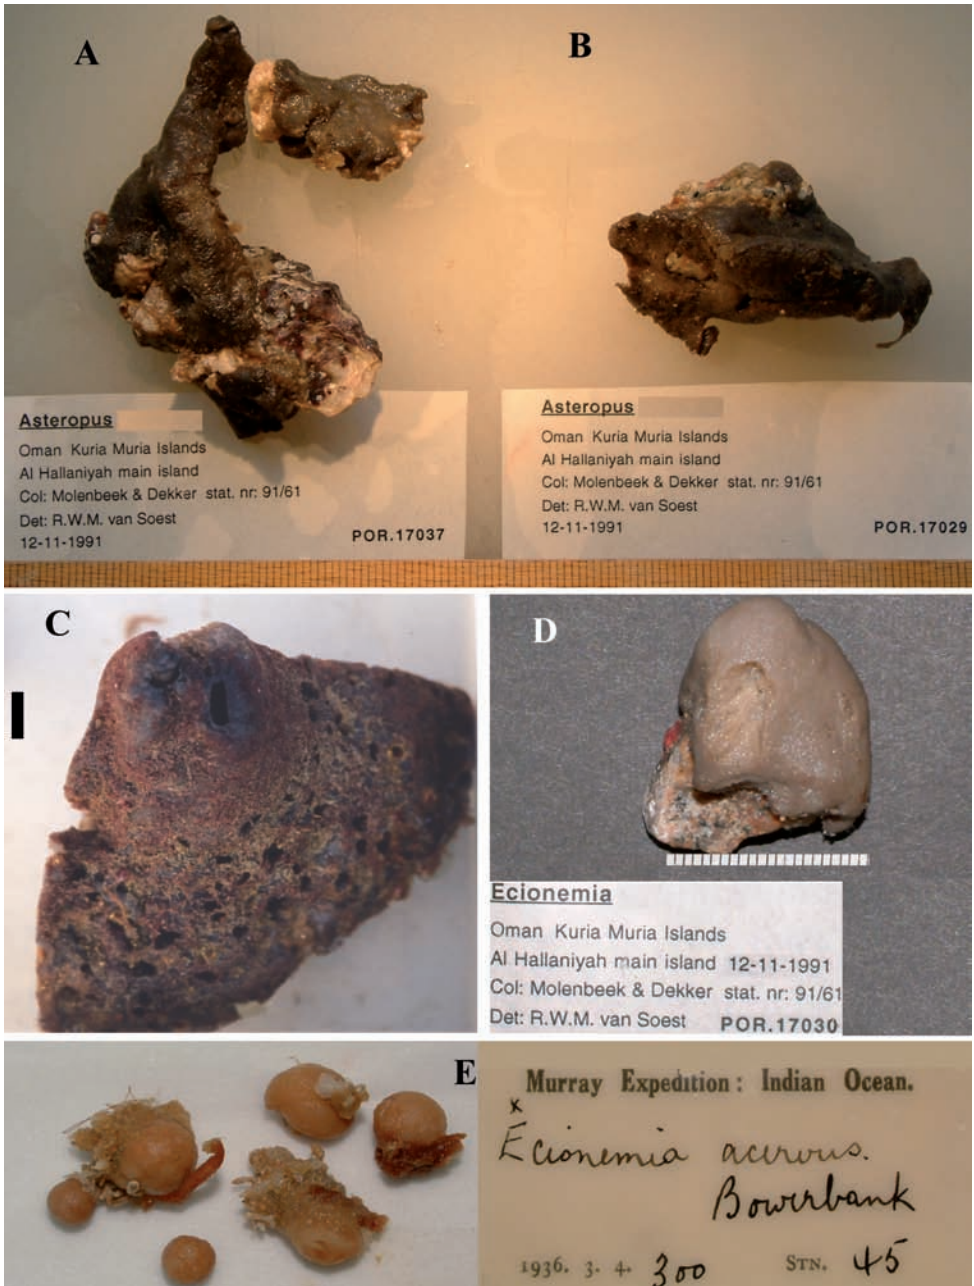 A
B
Asteropus
Oman Kuria Muria Islands
Al Hallaniyah main island
Col: Molenbeek & Dekker stat. nr: 91/61
Det: R.W.M. van Soest
12-11-1991
POR.17037
Asteropus
Oman Kuria Muria Islands
Al Hallaniyah main island
Col: Molenbeek & Dekker stat. nr: 91/61
Det: R.W.M. van Soest
12-11-1991
POR.17029
C
D
Ecionemia
Oman Kuria Muria Islands
Al Hallaniyah main island 12-11-1991
Col: Molenbeek & Dekker stat. nr: 91/61
Det: R.W.M. van Soest POR.17030
E
Murray Expedition: Indian Ocean.
x
Ecionemia acervus.
Bowerbank
1936. 3. 4. 300 STN. 45